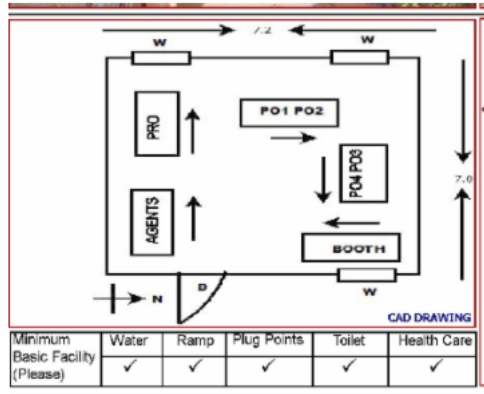 7.2
W W
PO1 PO2
PRO
PO4 PO3
7.0
AGENTS
BOOTH
D
N
W
CAD DRAWING
Minimum Basic Facility (Please) Water Ramp Plug Points Toilet Health Care
✓ ✓ ✓ ✓ ✓